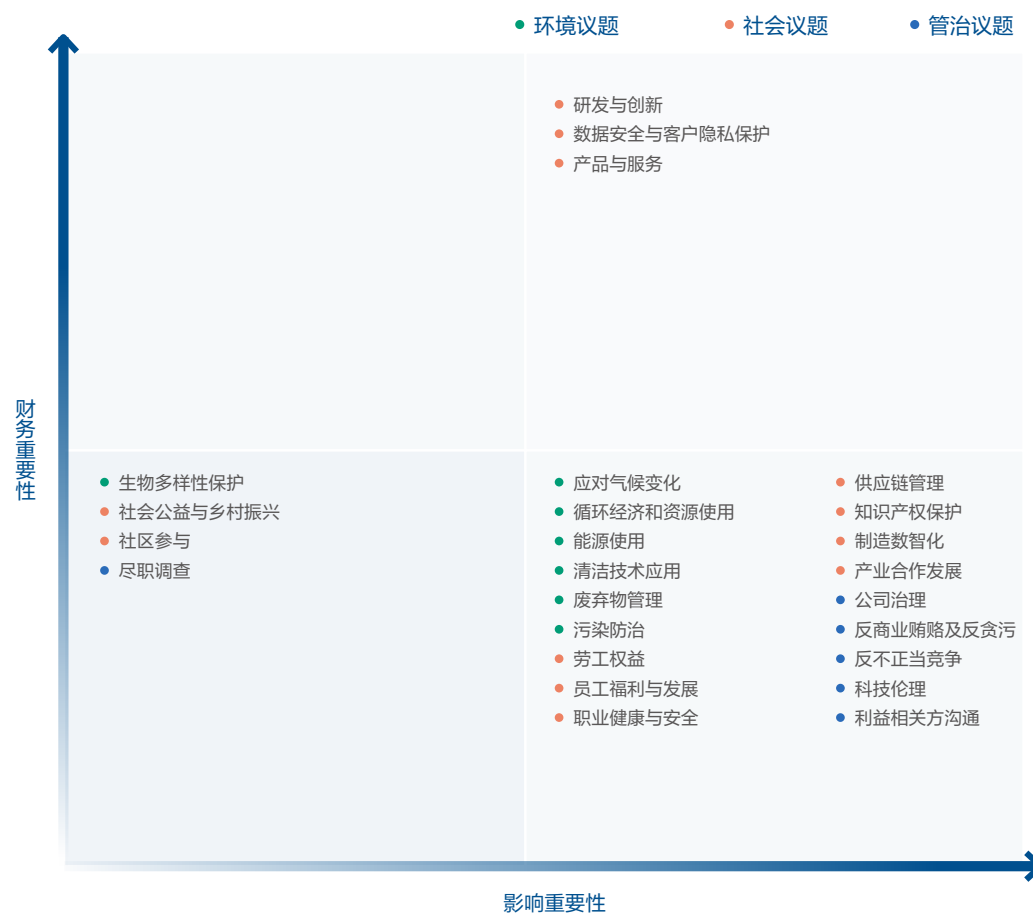 环境议题
社会议题
管治议题
研发与创新
数据安全与客户隐私保护
产品与服务
财务重要性
生物多样性保护
社会公益与乡村振兴
社区参与
尽职调查
应对气候变化
循环经济和资源使用
能源使用
清洁技术应用
废弃物管理
污染防治
劳工权益
员工福利与发展
职业健康与安全
供应链管理
知识产权保护
制造数智化
产业合作发展
公司治理
反商业贿赂及反贪污
反不正当竞争
科技伦理
利益相关方沟通
影响重要性